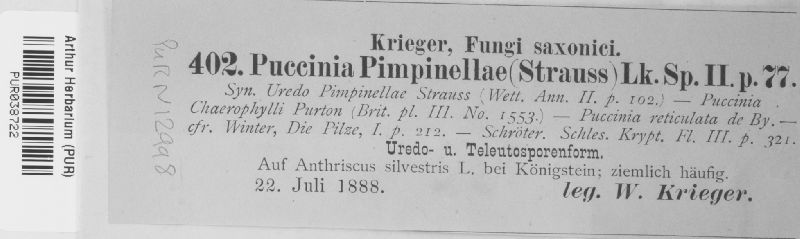 Arthur Herbarium (PUR)
PUR038722
PUR N12998
Krieger, Fungi saxonici.
402. Puccinia Pimpinellae (Strauss) Lk. Sp. II. p. 77.
Syn. Uredo Pimpinellae Strauss (Wett. Ann. II. p. 102.) — Puccinia
Chaerophylli Purton (Brit. pl. III. No. 1553.) — Puccinia reticulata de By. —
cfr. Winter, Die Pilze, I. p. 212. — Schröter. Schles. Krypt. Fl. III. p. 321.
Uredo- u. Teleutosporenform.
Auf Anthriscus silvestris L. bei Königstein; ziemlich häufig.
22. Juli 1888.
leg. W. Krieger.